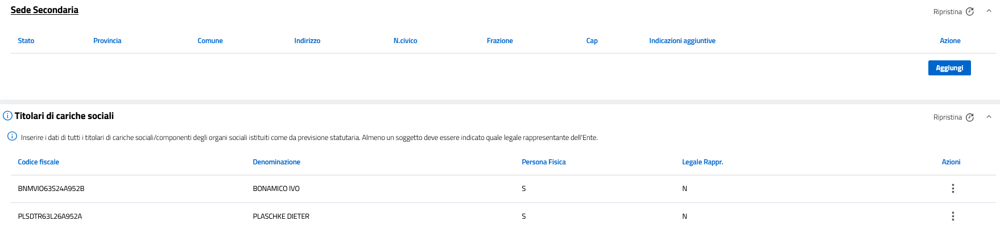 Sede Secondaria
Ripristina
Stato Provincia Comune Indirizzo N.civico Frazione Cap Indicazioni aggiuntive Azione
Aggiungi
Titolari di cariche sociali
Ripristina
Inserire i dati di tutti i titolari di cariche sociali/componenti degli organi sociali istituiti come da previsione statutaria. Almeno un soggetto deve essere indicato quale legale rappresentante dell'Ente.
Codice fiscale Denominazione Persona Fisica Legale Rappr. Azioni
BNMVIO63S24A952B BONAMICO IVO S N
PLSDTR63L26A952A PLASCHKE DIETER S N